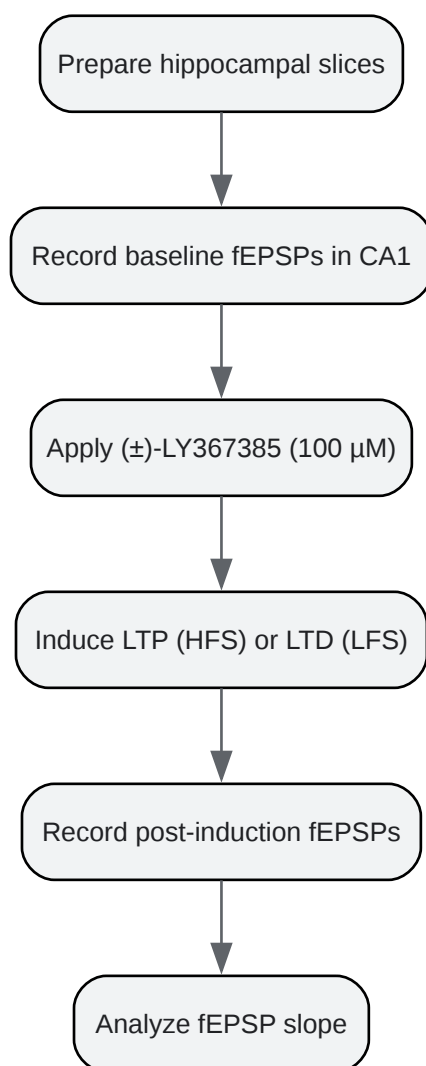 Prepare hippocampal slices
Record baseline fEPSPs in CA1
Apply (±)-LY367385 (100 µM)
Induce LTP (HFS) or LTD (LFS)
Record post-induction fEPSPs
Analyze fEPSP slope